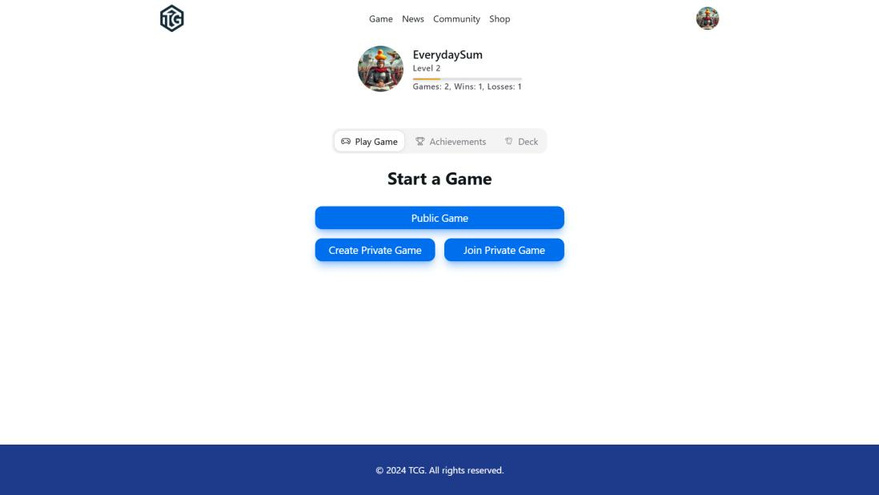 TCG
Game News Community Shop
EverydaySum
Level 2
Games: 2, Wins: 1, Losses: 1
Play Game Achievements Deck
Start a Game
Public Game
Create Private Game Join Private Game
© 2024 TCG. All rights reserved.